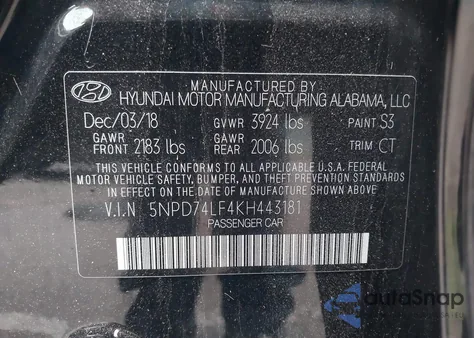 MANUFACTURED BY
HYUNDAI MOTOR MANUFACTURING ALABAMA, LLC
Dec/03/18 GVWR 3924 lbs PAINT S3
GAWR GAWR
FRONT 2183 lbs REAR 2006 lbs TRIM CT
THIS VEHICLE CONFORMS TO ALL APPLICABLE U.S.A. FEDERAL
MOTOR VEHICLE SAFETY, BUMPER, AND THEFT PREVENTION STANDARDS
IN EFFECT ON THE DATE OF MANUFACTURE SHOWN ABOVE.
V.I.N 5NPD74LF4KH443181
PASSENGER CAR
autoSnap